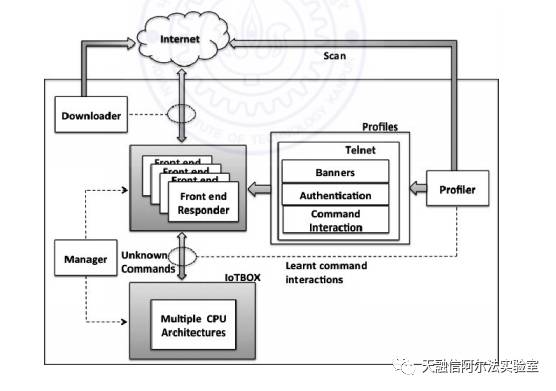 Internet
Scan
Downloader
Profiles
Telnet
Banners
Authentication
Command
Interaction
Profiler
Front end
Front end
Front end
Front end
Responder
Manager
Unknown
Commands
Learnt command
interactions
IoTBOX
Multiple CPU
Architectures
天融信阿尔法实验室
OF TECHNOLOGY